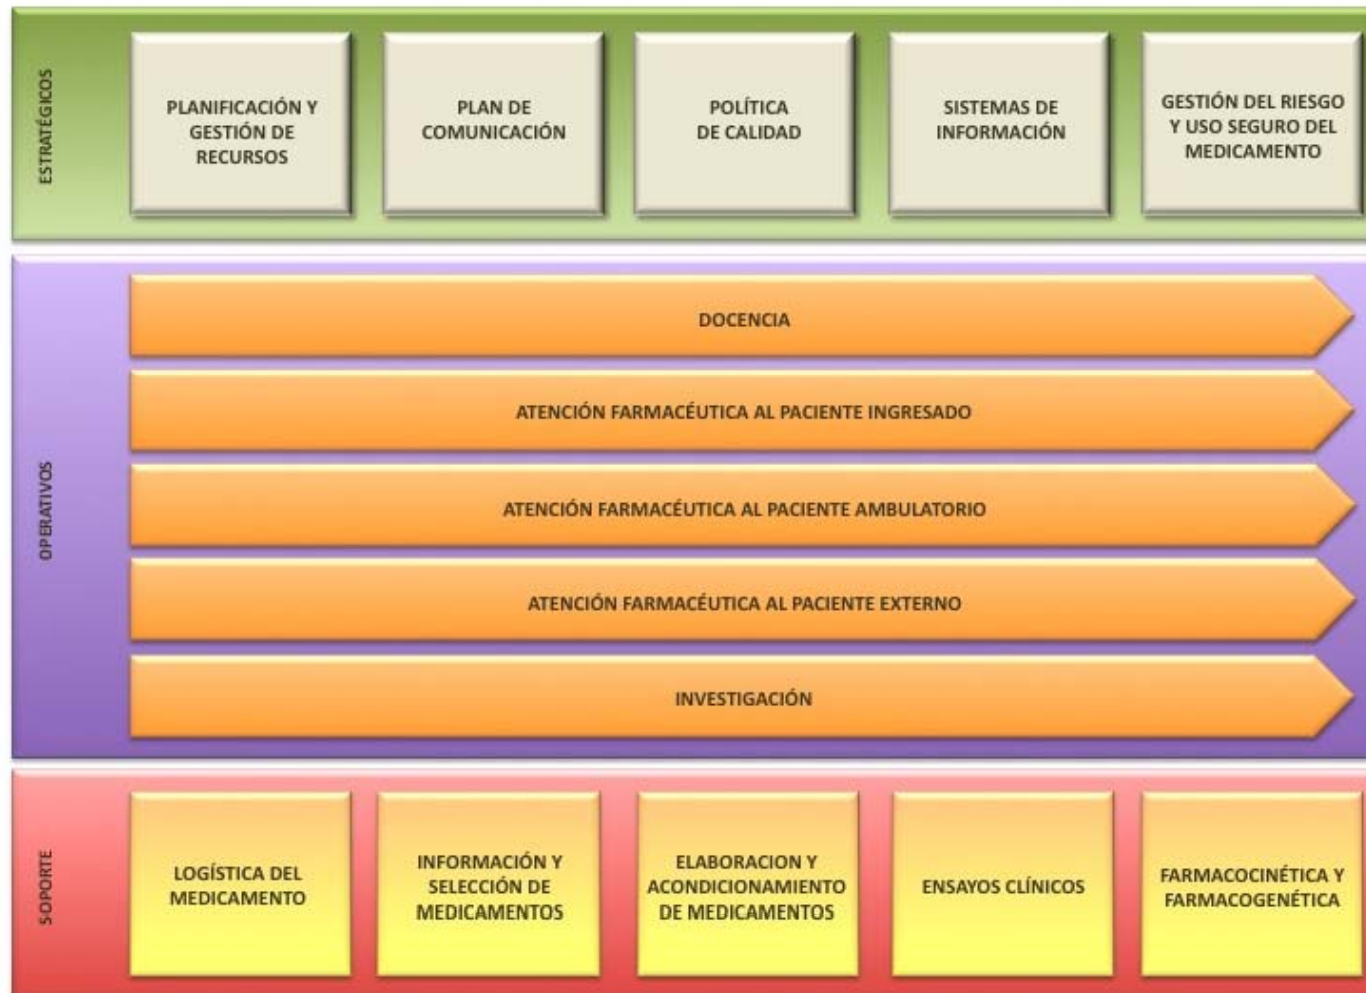 ESTRATÉGICOS
PLANIFICACIÓN Y
GESTIÓN DE
RECURSOS
PLAN DE
COMUNICACIÓN
POLÍTICA
DE CALIDAD
SISTEMAS DE
INFORMACIÓN
GESTIÓN DEL RIESGO
Y USO SEGURO DEL
MEDICAMENTO
OPERATIVOS
DOCENCIA
ATENCIÓN FARMACÉUTICA AL PACIENTE INGRESADO
ATENCIÓN FARMACÉUTICA AL PACIENTE AMBULATORIO
ATENCIÓN FARMACÉUTICA AL PACIENTE EXTERNO
INVESTIGACIÓN
SOPORTE
LOGÍSTICA DEL
MEDICAMENTO
INFORMACIÓN Y
SELECCIÓN DE
MEDICAMENTOS
ELABORACION Y
ACONDICIONAMIENTO
DE MEDICAMENTOS
ENSAYOS CLÍNICOS
FARMACOCINÉTICA Y
FARMACOGENÉTICA